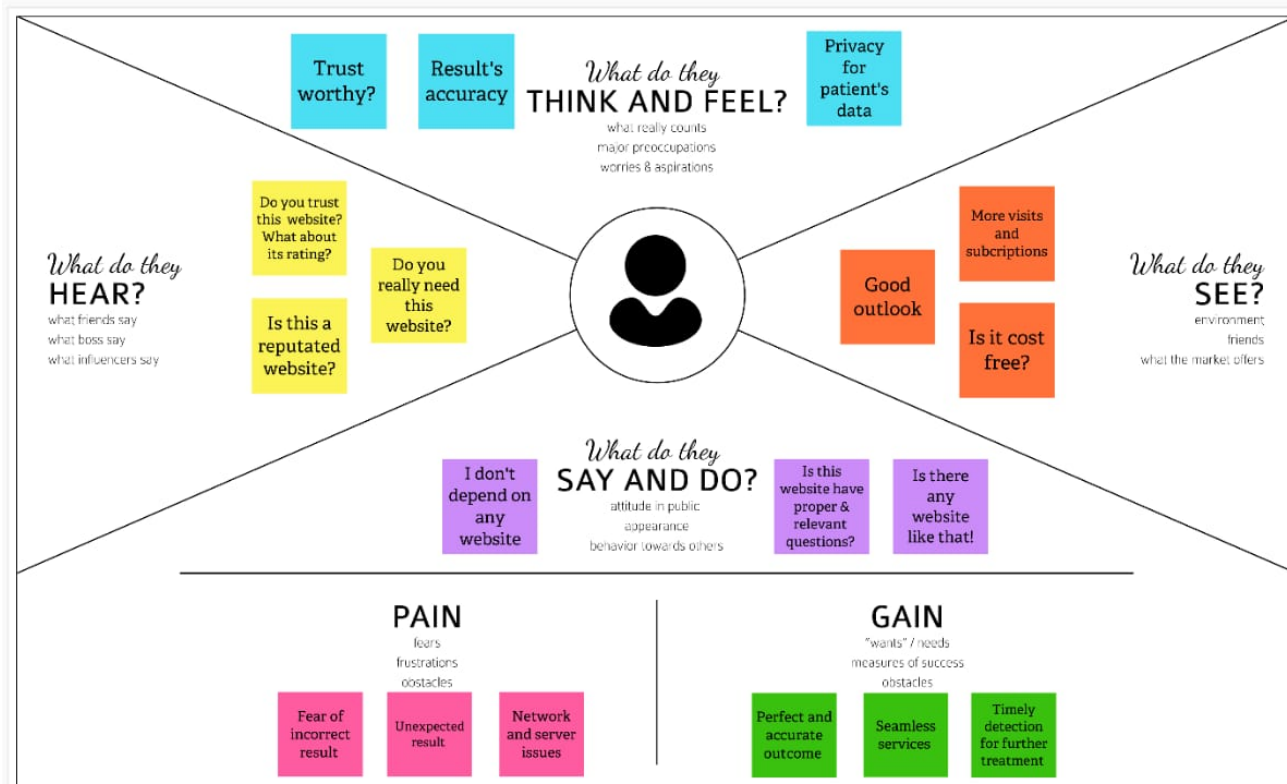 Trust
worthy?
Result's
accuracy
What do they
THINK AND FEEL?
what really counts
major preoccupations
worries & aspirations
Privacy
for
patient's
data
What do they
HEAR?
what friends say
what boss say
what influencers say
Do you trust
this website?
What about
its rating?
Do you
really need
this
website?
Is this a
reputated
website?
Good
outlook
More visits
and
subcriptions
Is it cost
free?
What do they
SEE?
environment
friends
what the market offers
I don't
depend on
any
website
What do they
SAY AND DO?
attitude in public
appearance
behavior towards others
Is this
website have
proper &
relevant
questions?
Is there
any
website
like that!
PAIN
fears
frustrations
obstacles
Fear of
incorrect
result
Unexpected
result
Network
and server
issues
GAIN
"wants" / needs
measures of success
obstacles
Perfect and
accurate
outcome
Seamless
services
Timely
detection
for further
treatment